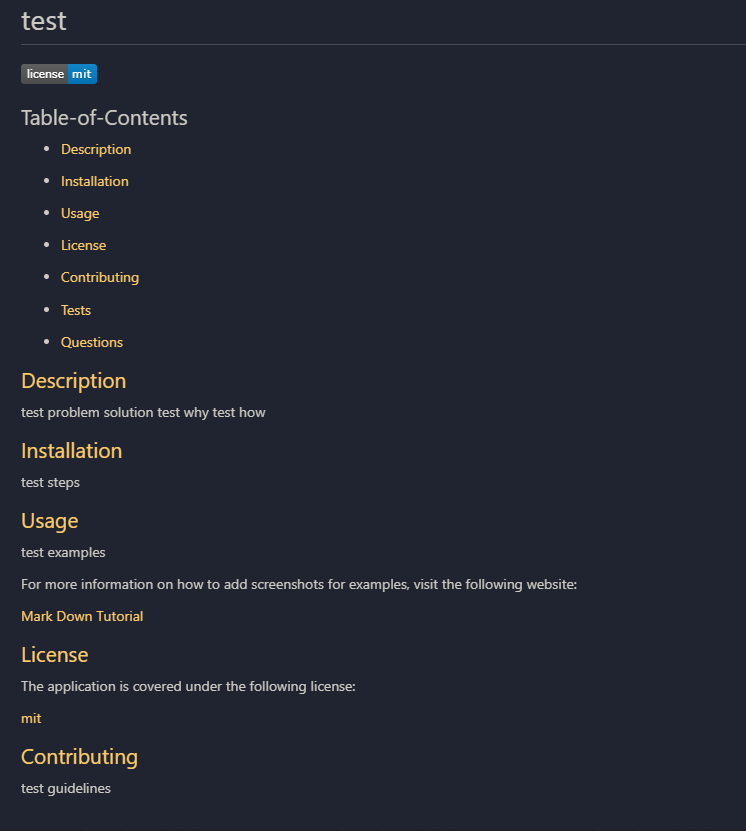 test
license mit
Table-of-Contents
Description
Installation
Usage
License
Contributing
Tests
Questions
Description
test problem solution test why test how
Installation
test steps
Usage
test examples
For more information on how to add screenshots for examples, visit the following website:
Mark Down Tutorial
License
The application is covered under the following license:
mit
Contributing
test guidelines